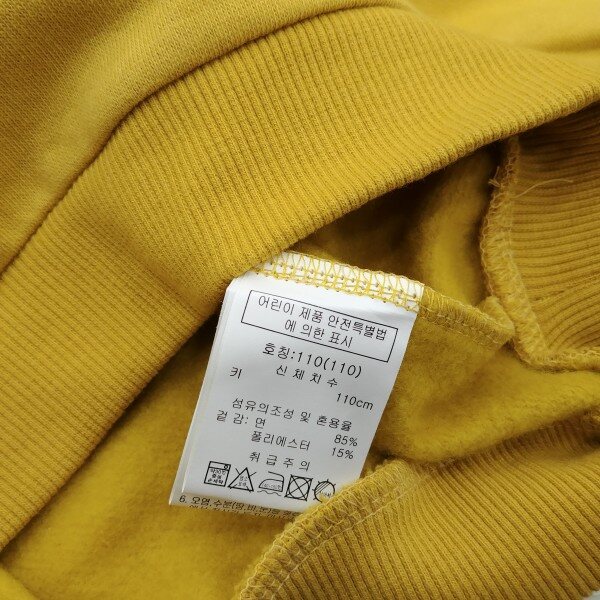 어린이 제품 안전특별법
에 의한 표시
호칭:110(110)
신 체 치 수
키 110cm
섬유의조성 및 혼용율
겉 감: 면 85%
폴리에스터 15%
취 급 주 의